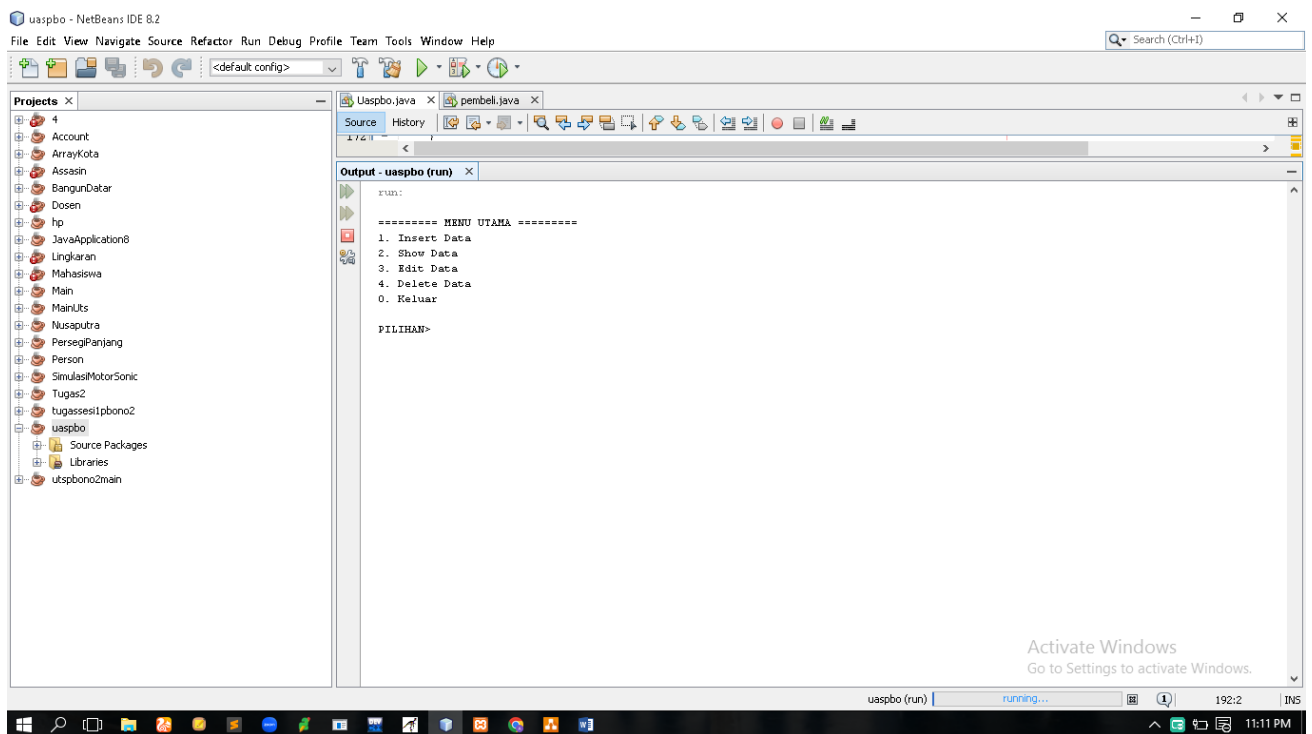 uaspbo - NetBeans IDE 8.2
File Edit View Navigate Source Refactor Run Debug Profile Team Tools Window Help
Search (Ctrl+I)
<default config>
Projects
4
Account
ArrayKota
Assasin
BangunDatar
Dosen
hp
JavaApplication8
Lingkaran
Mahasiswa
Main
MainUts
Nusaputra
PersegiPanjang
Person
SimulasiMotorSonic
Tugas2
tugassesi1pbono2
uaspbo
Source Packages
Libraries
utspbono2main
Uaspbo.java pembeli.java
Source History
Output - uaspbo (run)
run:
========= MENU UTAMA =========
1. Insert Data
2. Show Data
3. Edit Data
4. Delete Data
0. Keluar
PILIHAN>
Activate Windows
Go to Settings to activate Windows.
uaspbo (run) running... 1 192:2 INS
11:11 PM